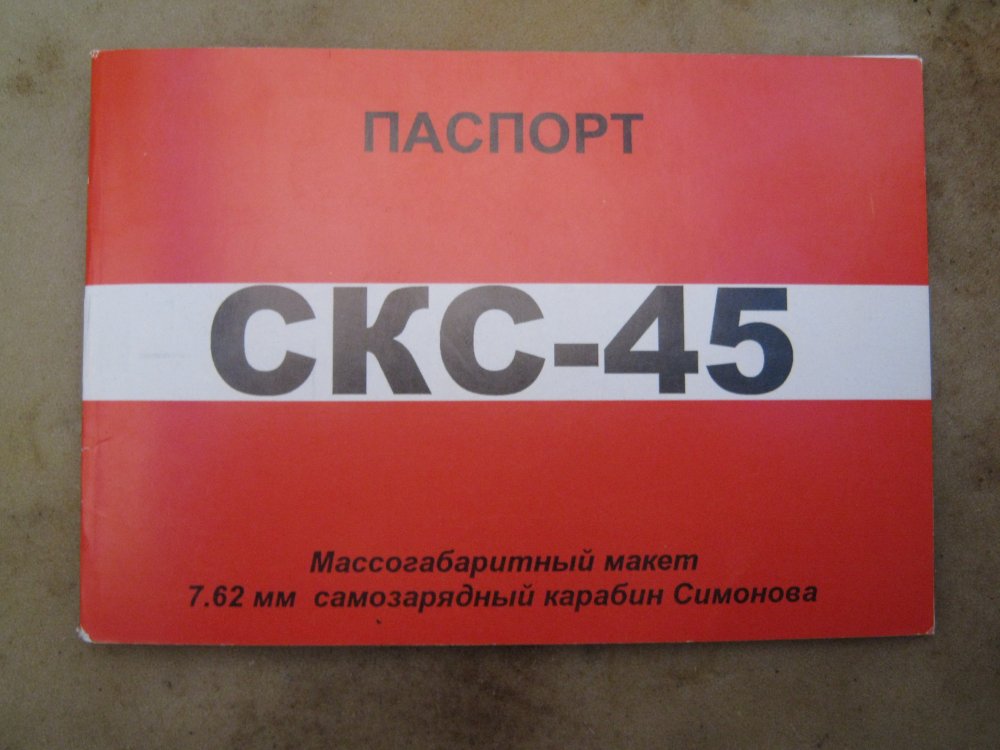 ПАСПОРТ
СКС-45
Массогабаритный макет
7.62 мм самозарядный карабин Симонова